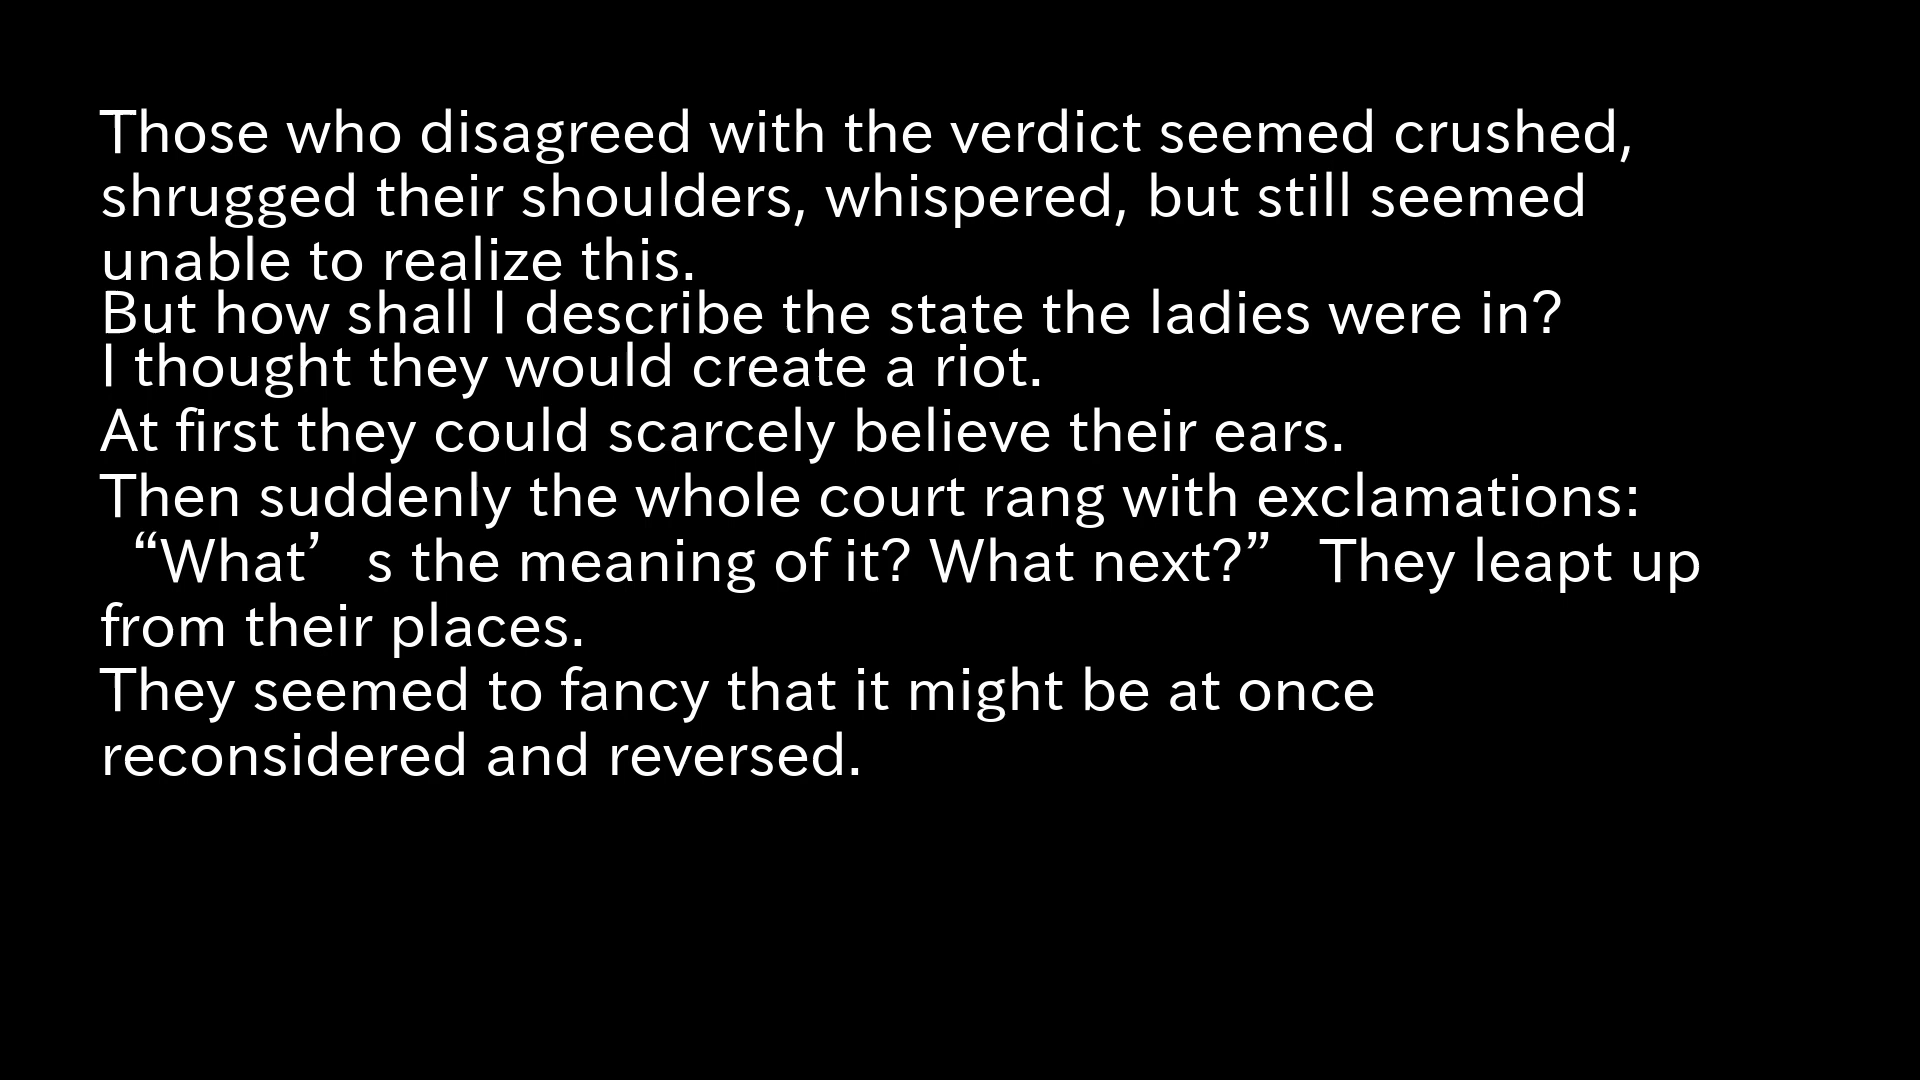 Those who disagreed with the verdict seemed crushed,
shrugged their shoulders, whispered, but still seemed
unable to realize this.
But how shall I describe the state the ladies were in?
I thought they would create a riot.
At first they could scarcely believe their ears.
Then suddenly the whole court rang with exclamations:
“What’s the meaning of it? What next?” They leapt up
from their places.
They seemed to fancy that it might be at once
reconsidered and reversed.